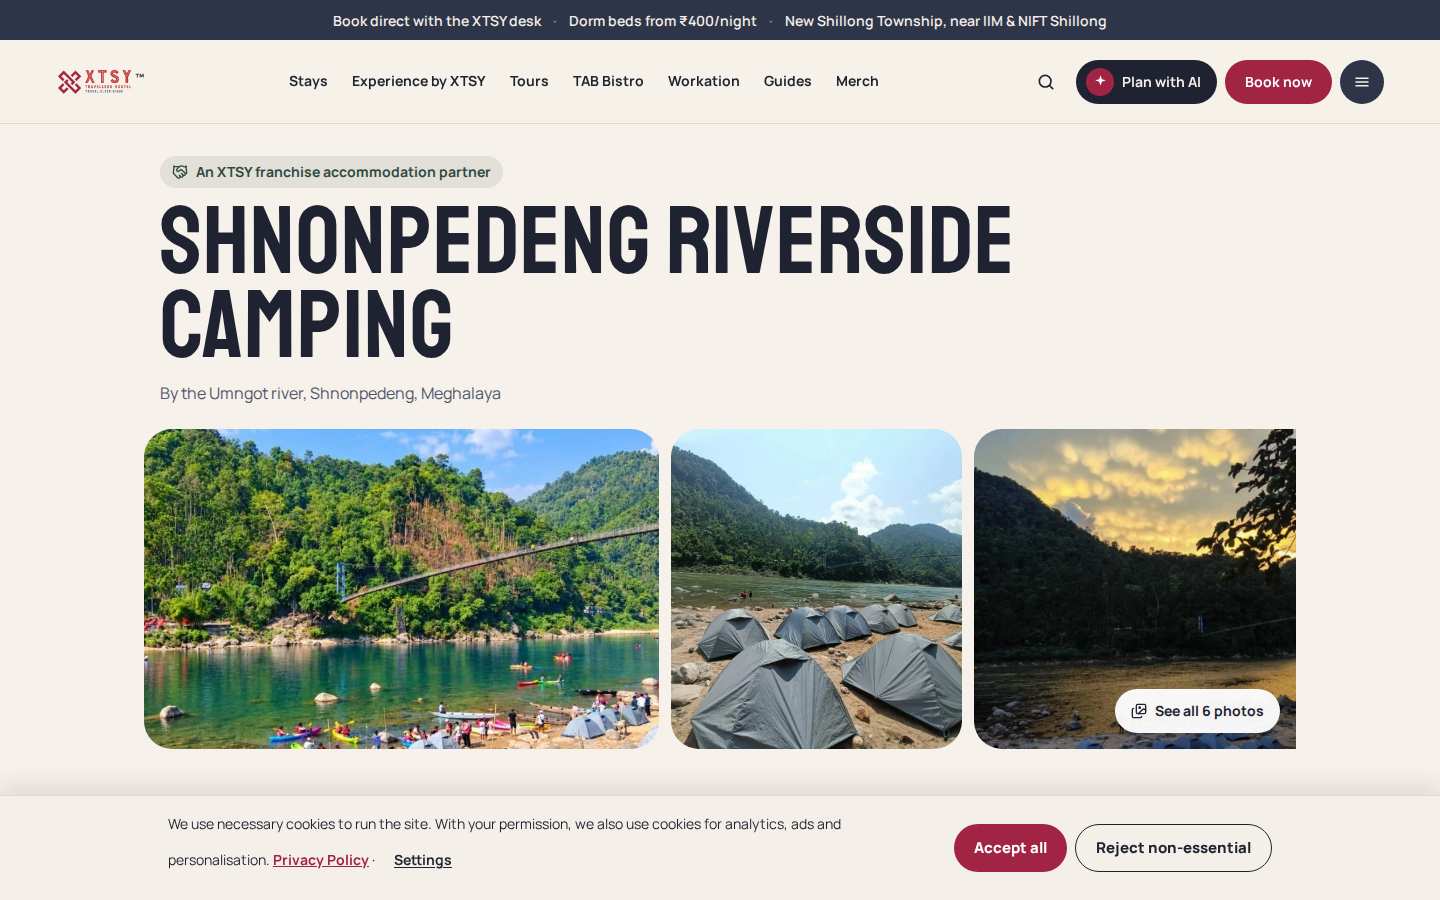 Book direct with the XTSY desk · Dorm beds from ₹400/night · New Shillong Township, near IIM & NIFT Shillong
XTSY ™
TRAVELLERS HOSTEL
Stays Experience by XTSY Tours TAB Bistro Workation Guides Merch
Plan with AI
Book now
An XTSY franchise accommodation partner
SHNONPEDENG RIVERSIDE
CAMPING
By the Umngot river, Shnonpedeng, Meghalaya
See all 6 photos
We use necessary cookies to run the site. With your permission, we also use cookies for analytics, ads and
personalisation. Privacy Policy · Settings
Accept all
Reject non-essential